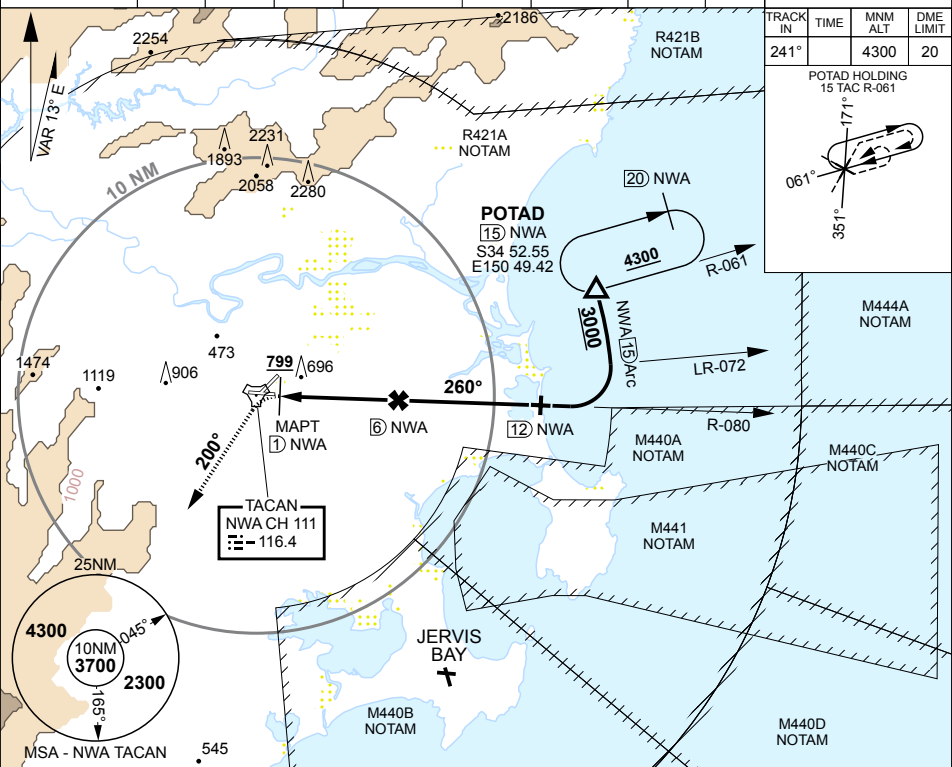 2186
2254
R421B
NOTAM
TRACK
IN
TIME
MNM
ALT
DME
LIMIT
241°
4300
20
VAR 13° E
POTAD HOLDING
15 TAC R-061
171°
061°
351°
R421A
NOTAM
2231
1893
2058
2280
10 NM
20 NWA
POTAD
15 NWA
S34 52.55
E150 49.42
4300
R-061
3000
NWA 15 Arc
M444A
NOTAM
473
1474
1119
906
799
696
LR-072
260°
MAPT
1 NWA
6 NWA
12 NWA
R-080
200°
M440A
NOTAM
M440C
NOTAM
1000
TACAN
NWA CH 111
116.4
M441
NOTAM
25NM
4300
045°
10NM
3700
2300
165°
MSA - NWA TACAN
JERVIS
BAY
M440B
NOTAM
M440D
NOTAM
545